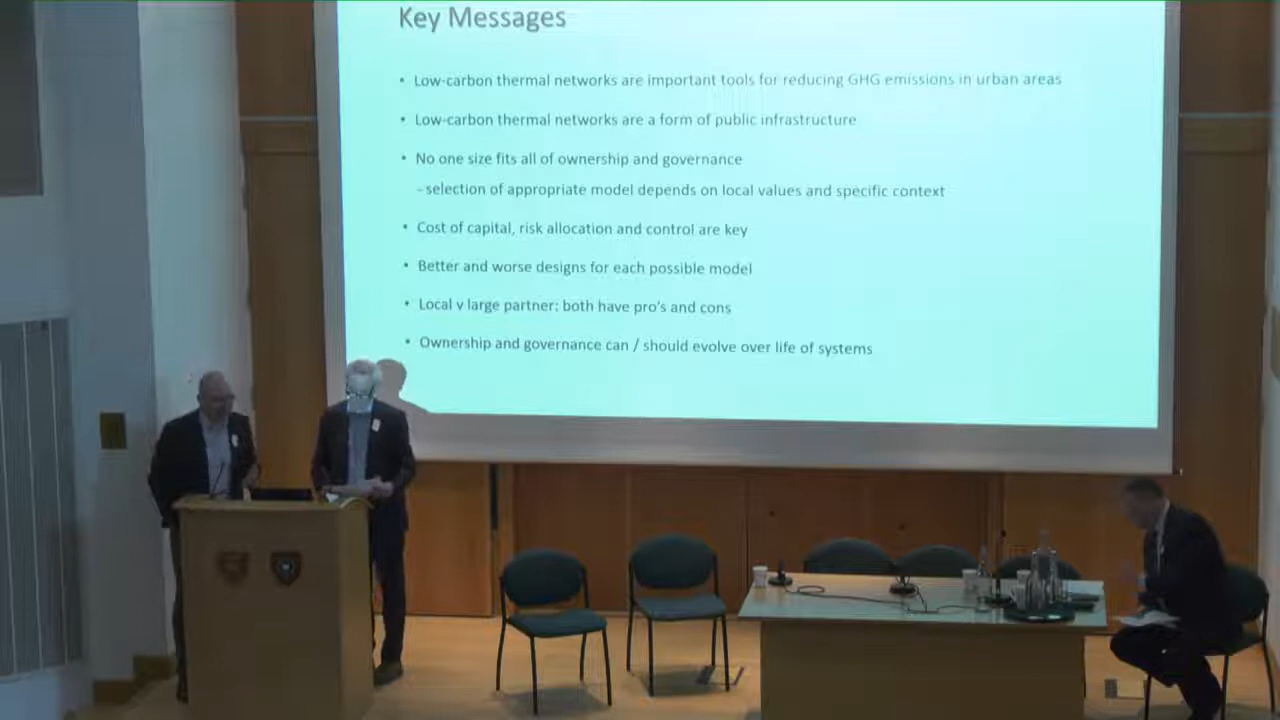 Key Messages
• Low-carbon thermal networks are important tools for reducing GHG emissions in urban areas
• Low-carbon thermal networks are a form of public infrastructure
• No one size fits all of ownership and governance
– selection of appropriate model depends on local values and specific context
• Cost of capital, risk allocation and control are key
• Better and worse designs for each possible model
• Local v large partner: both have pro's and cons
• Ownership and governance can / should evolve over life of systems